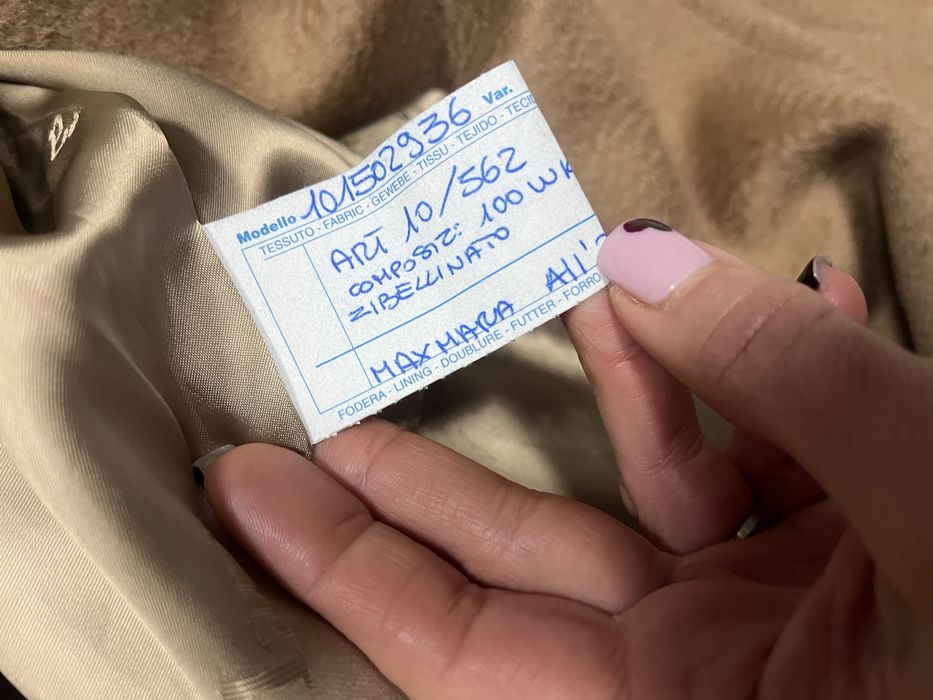 Modello 101502936 Var.
TESSUTO - FABRIC - GEWEBE - TISSU - TEJIDO -
ART 10/562
COMPOSIZ: 100 WK
ZIBELLINATO
MAXMARA All'
FODERA - LINING - DOUBLURE - FUTTER - FORRO